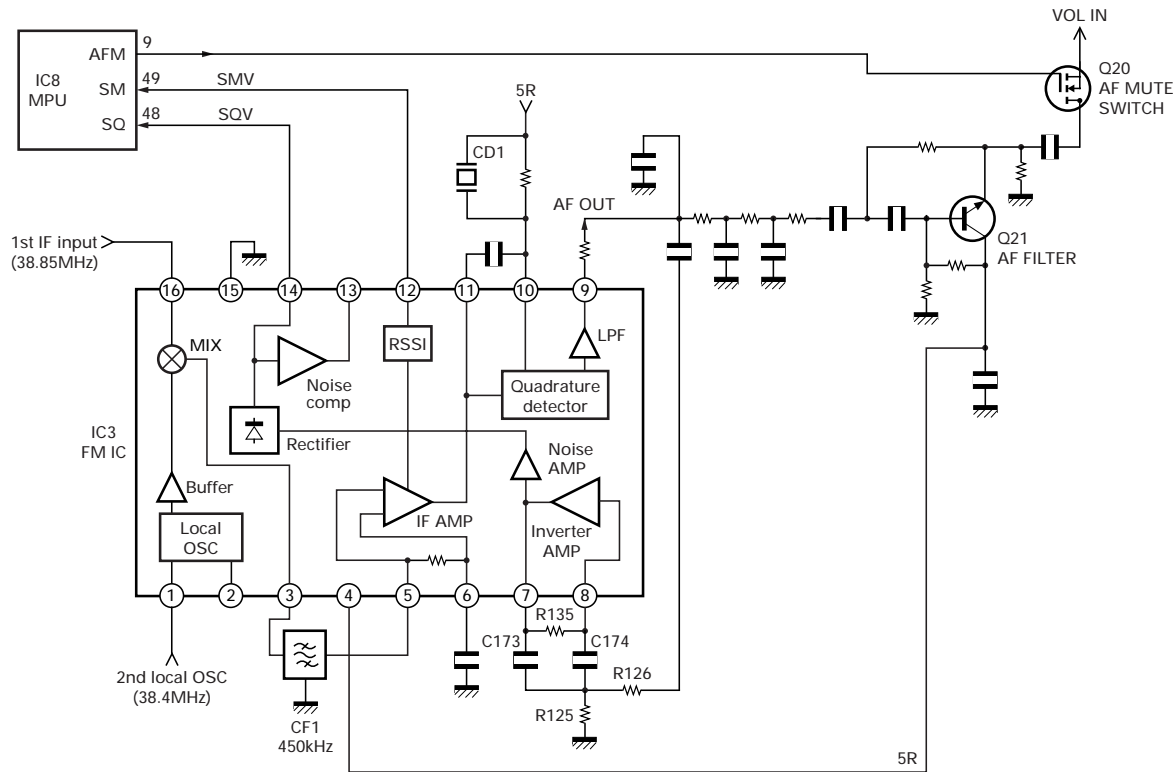 VOL IN
IC8
MPU
AFM
9
SM
49
SMV
SQ
48
SQV
Q20
AF MUTE
SWITCH
5R
CD1
AF OUT
Q21
AF FILTER
1st IF input
(38.85MHz)
16
15
14
13
12
11
10
9
MIX
RSSI
LPF
Noise
comp
Quadrature
detector
IC3
FM IC
Rectifier
Noise
AMP
Buffer
IF AMP
Inverter
AMP
Local
OSC
1
2
3
4
5
6
7
8
R135
C173
C174
R126
R125
2nd local OSC
(38.4MHz)
CF1
450kHz
5R